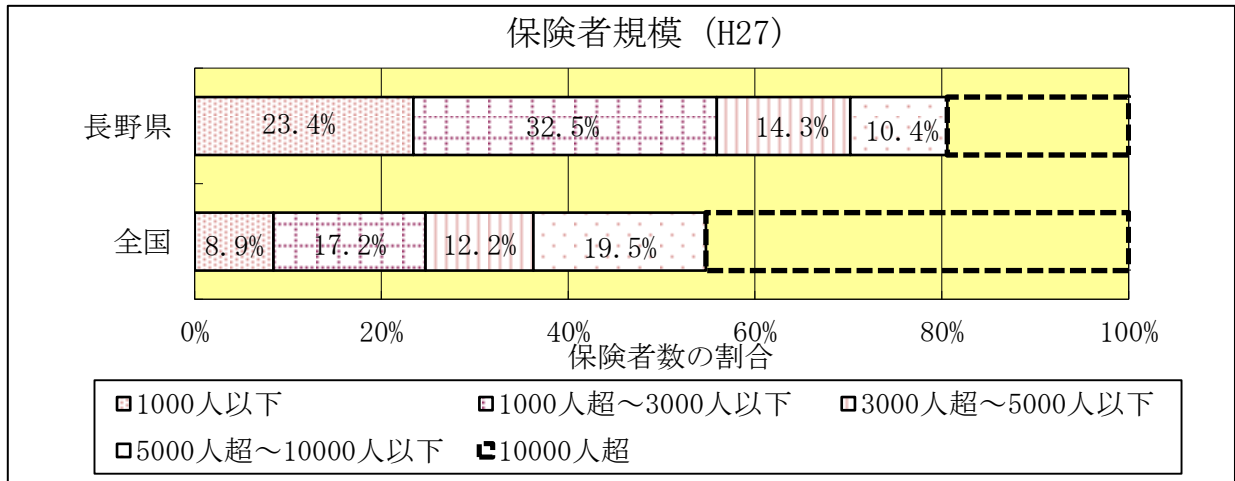 保険者規模 (H27)
長野県
23.4%
32.5%
14.3%
10.4%
全国
8.9%
17.2%
12.2%
19.5%
0%
20%
40%
60%
80%
100%
保険者数の割合
1000人以下
1000人超～3000人以下
3000人超～5000人以下
5000人超～10000人以下
10000人超